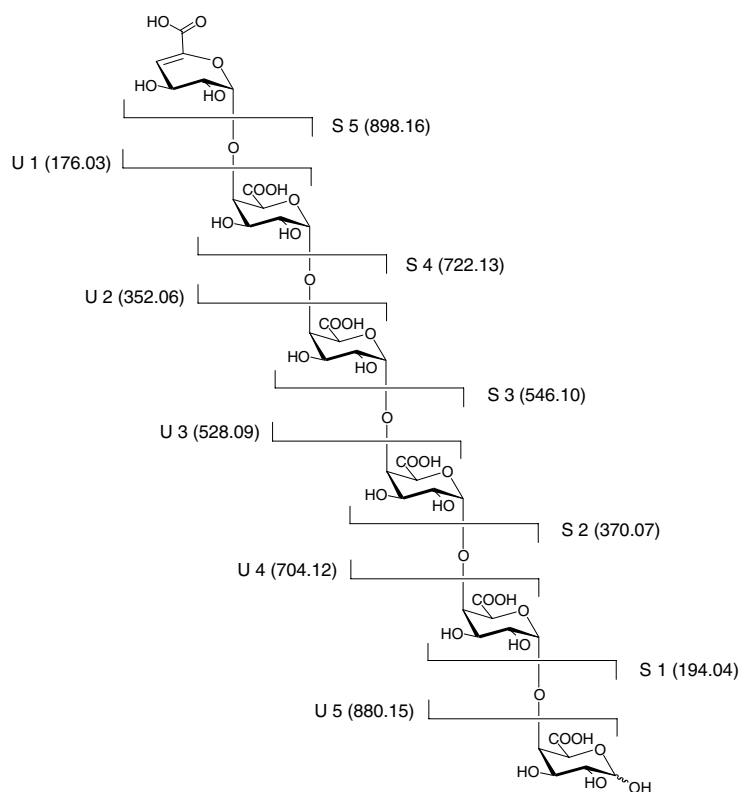 HO O
O
HO HO
S 5 (898.16)
O
U 1 (176.03)
COOH O
HO HO
S 4 (722.13)
O
U 2 (352.06)
COOH O
HO HO
S 3 (546.10)
O
U 3 (528.09)
COOH O
HO HO
S 2 (370.07)
O
U 4 (704.12)
COOH O
HO HO
S 1 (194.04)
O
U 5 (880.15)
COOH O
HO HO OH